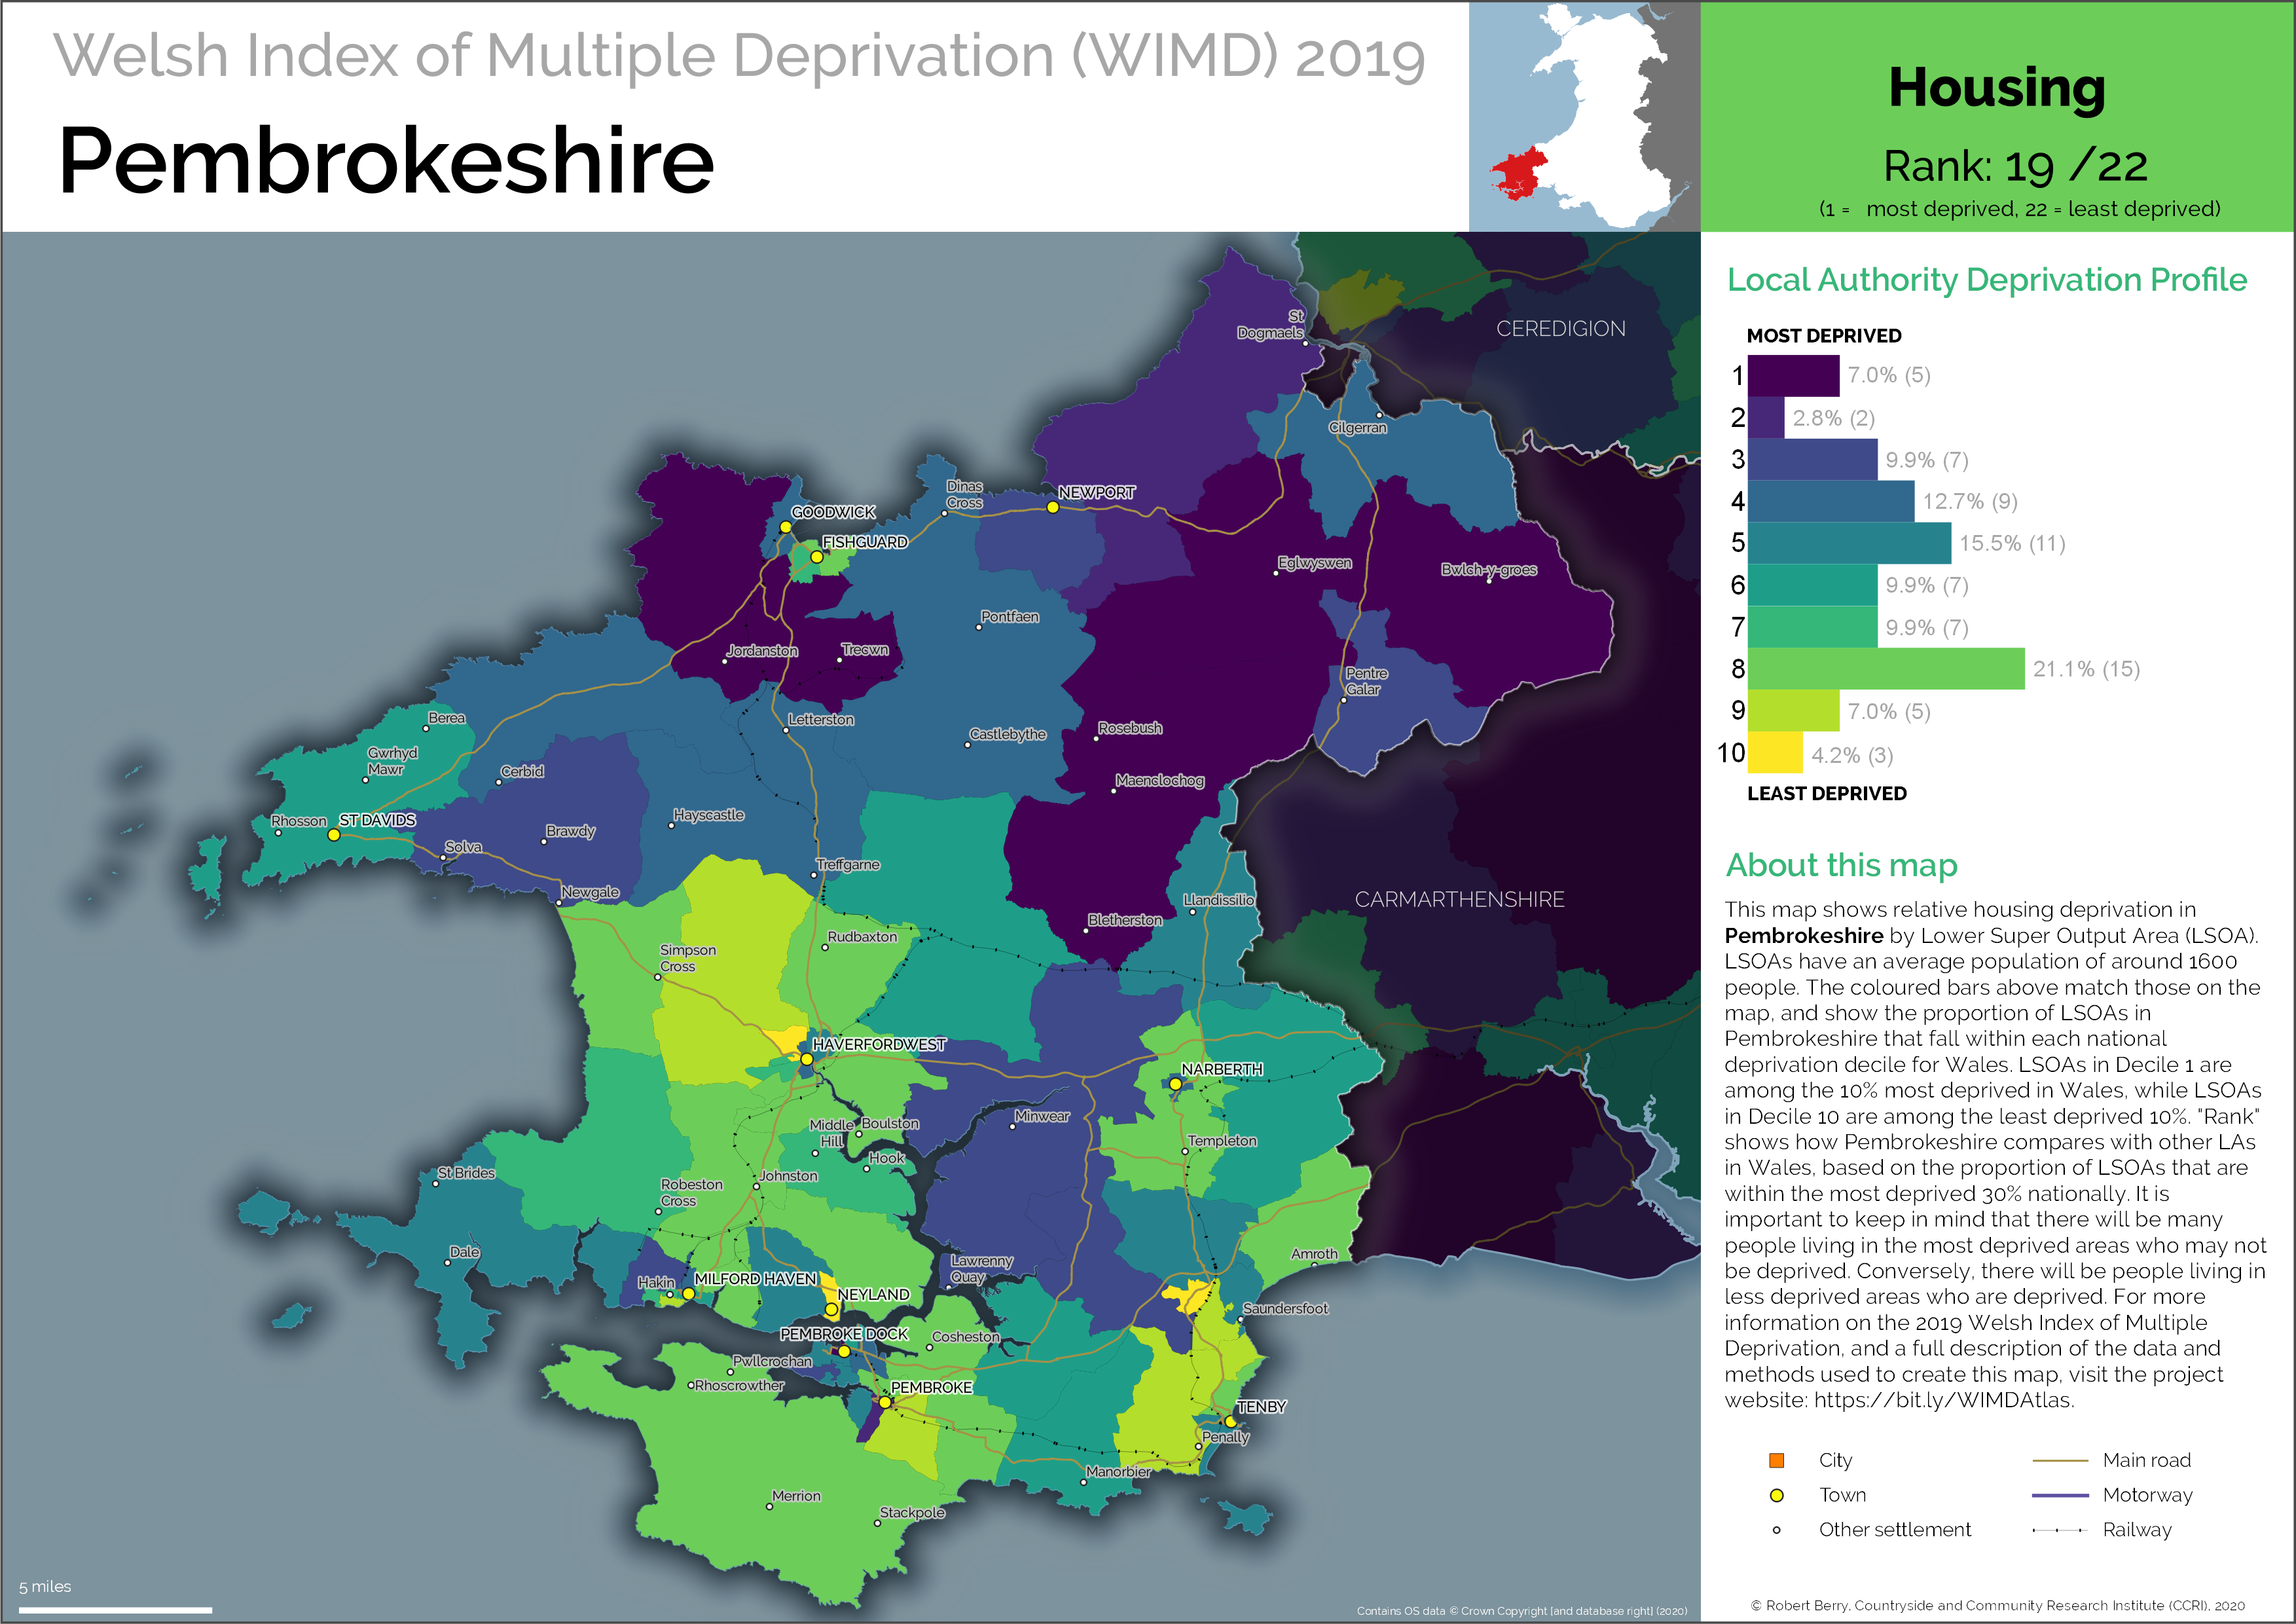 Welsh Index of Multiple Deprivation (WIMD) 2019
Pembrokeshire
Housing
Rank: 19 /22
(1 = most deprived, 22 = least deprived)
Local Authority Deprivation Profile
MOST DEPRIVED
1 7.0% (5)
2 2.8% (2)
3 9.9% (7)
4 12.7% (9)
5 15.5% (11)
6 9.9% (7)
7 9.9% (7)
8 21.1% (15)
9 7.0% (5)
10 4.2% (3)
LEAST DEPRIVED
About this map
This map shows relative housing deprivation in
Pembrokeshire by Lower Super Output Area (LSOA).
LSOAs have an average population of around 1600
people. The coloured bars above match those on the
map, and show the proportion of LSOAs in
Pembrokeshire that fall within each national
deprivation decile for Wales. LSOAs in Decile 1 are
among the 10% most deprived in Wales, while LSOAs
in Decile 10 are among the least deprived 10%. "Rank"
shows how Pembrokeshire compares with other LAs
in Wales, based on the proportion of LSOAs that are
within the most deprived 30% nationally. It is
important to keep in mind that there will be many
people living in the most deprived areas who may not
be deprived. Conversely, there will be people living in
less deprived areas who are deprived. For more
information on the 2019 Welsh Index of Multiple
Deprivation, and a full description of the data and
methods used to create this map, visit the project
website: https://bit.ly/WIMDAtlas.
City
Town
Other settlement
Main road
Motorway
Railway
© Robert Berry, Countryside and Community Research Institute (CCRI), 2020
St
Dogmaels
CEREDIGION
Cilgerran
Dinas
Cross
NEWPORT
GOODWICK
FISHGUARD
Eglwyswen
Bwlch-y-groes
Pontfaen
Jordanston
Trecwn
Pentre
Galar
Berea
Letterston
Castlebythe
Rosebush
Gwrhyd
Mawr
Cerbid
Maenclochog
Rhosson
ST DAVIDS
Hayscastle
Brawdy
Solva
Treffgarne
Newgale
Llandissilio
CARMARTHENSHIRE
Bletherston
Rudbaxton
Simpson
Cross
HAVERFORDWEST
NARBERTH
Minwear
Middle
Hill
Boulston
Templeton
Hook
St Brides
Johnston
Robeston
Cross
Dale
Amroth
Lawrenny
Quay
Hakin
MILFORD HAVEN
NEYLAND
Saundersfoot
PEMBROKE DOCK
Cosheston
Pwllcrochan
Rhoscrowther
PEMBROKE
TENBY
Penally
Manorbier
Merrion
Stackpole
5 miles
Contains OS data © Crown Copyright [and database right] (2020)